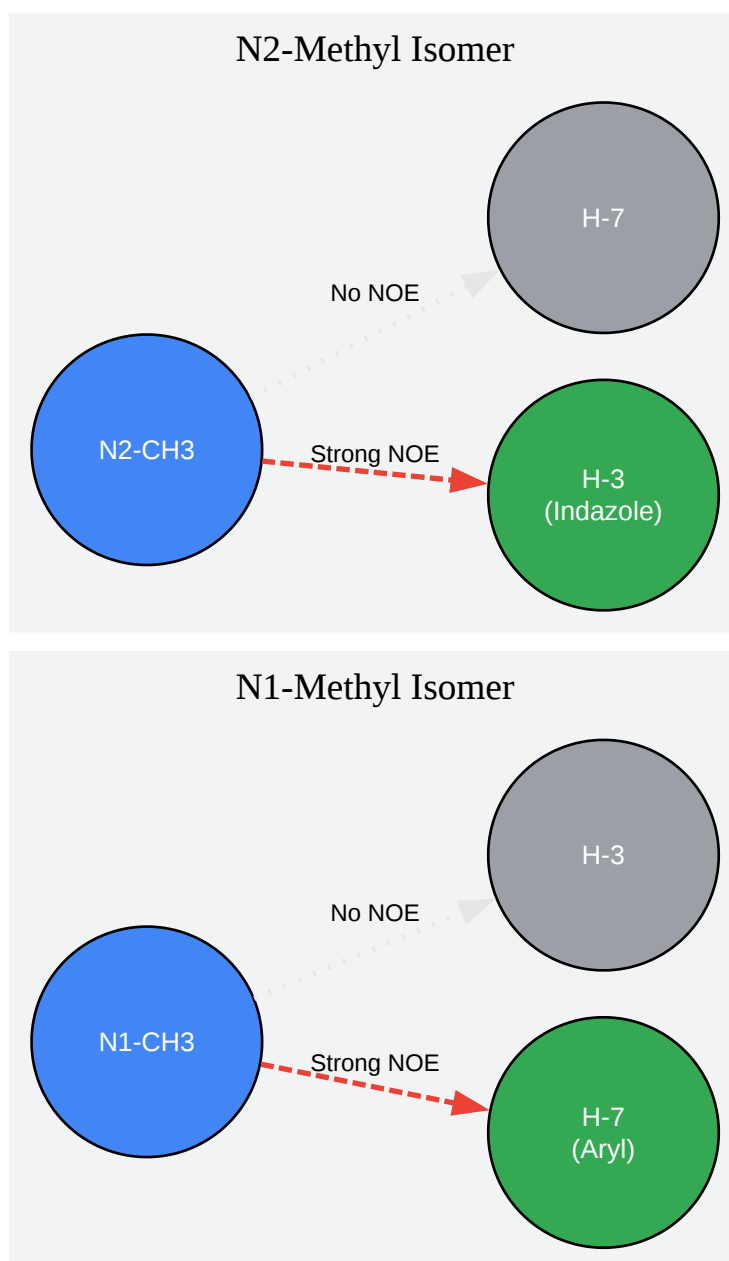 N2-Methyl Isomer
H-7
No NOE
N2-CH3
Strong NOE
H-3
(Indazole)
N1-Methyl Isomer
H-3
No NOE
N1-CH3
Strong NOE
H-7
(Aryl)